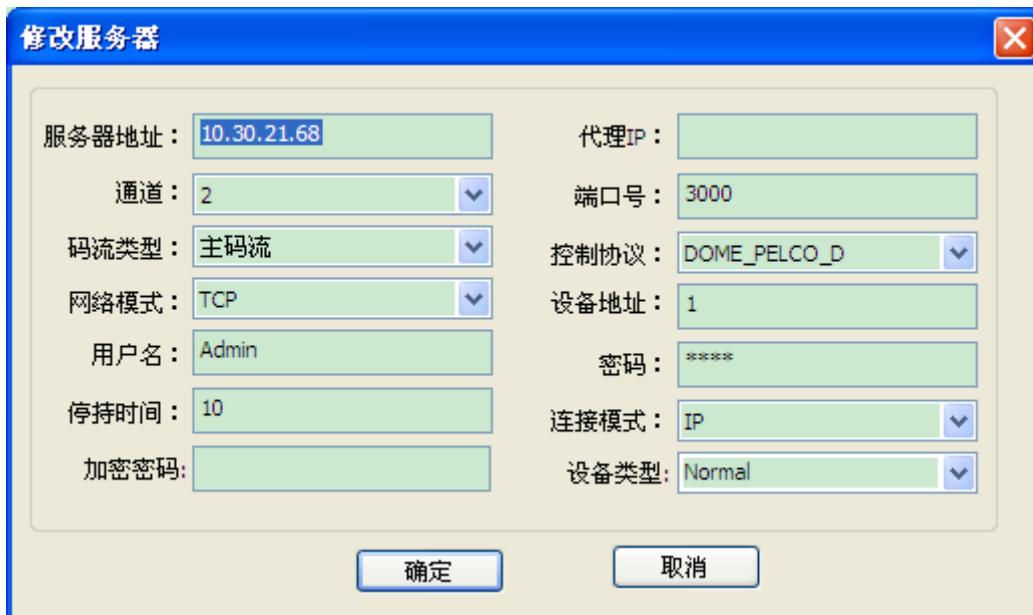 修改服务器
服务器地址： 10.30.21.68 代理IP：
通道： 2 端口号： 3000
码流类型： 主码流 控制协议： DOME_PELCO_D
网络模式： TCP 设备地址： 1
用户名： Admin 密码： ****
停持时间： 10 连接模式： IP
加密密码: 设备类型: Normal
确定 取消